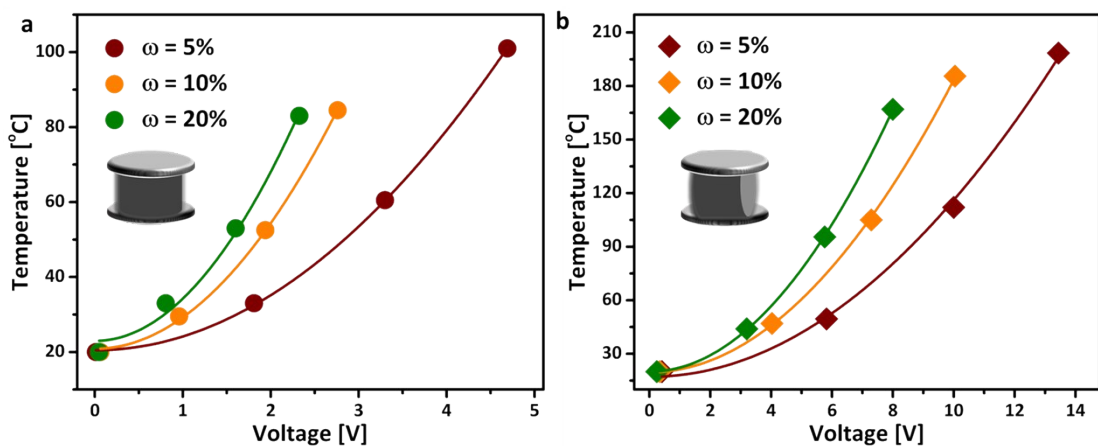 a
Temperature [°C]
100
80
60
40
20
ω = 5%
ω = 10%
ω = 20%
0
1
2
3
4
5
Voltage [V]
b
Temperature [°C]
210
180
150
120
90
60
30
ω = 5%
ω = 10%
ω = 20%
0
2
4
6
8
10
12
14
Voltage [V]